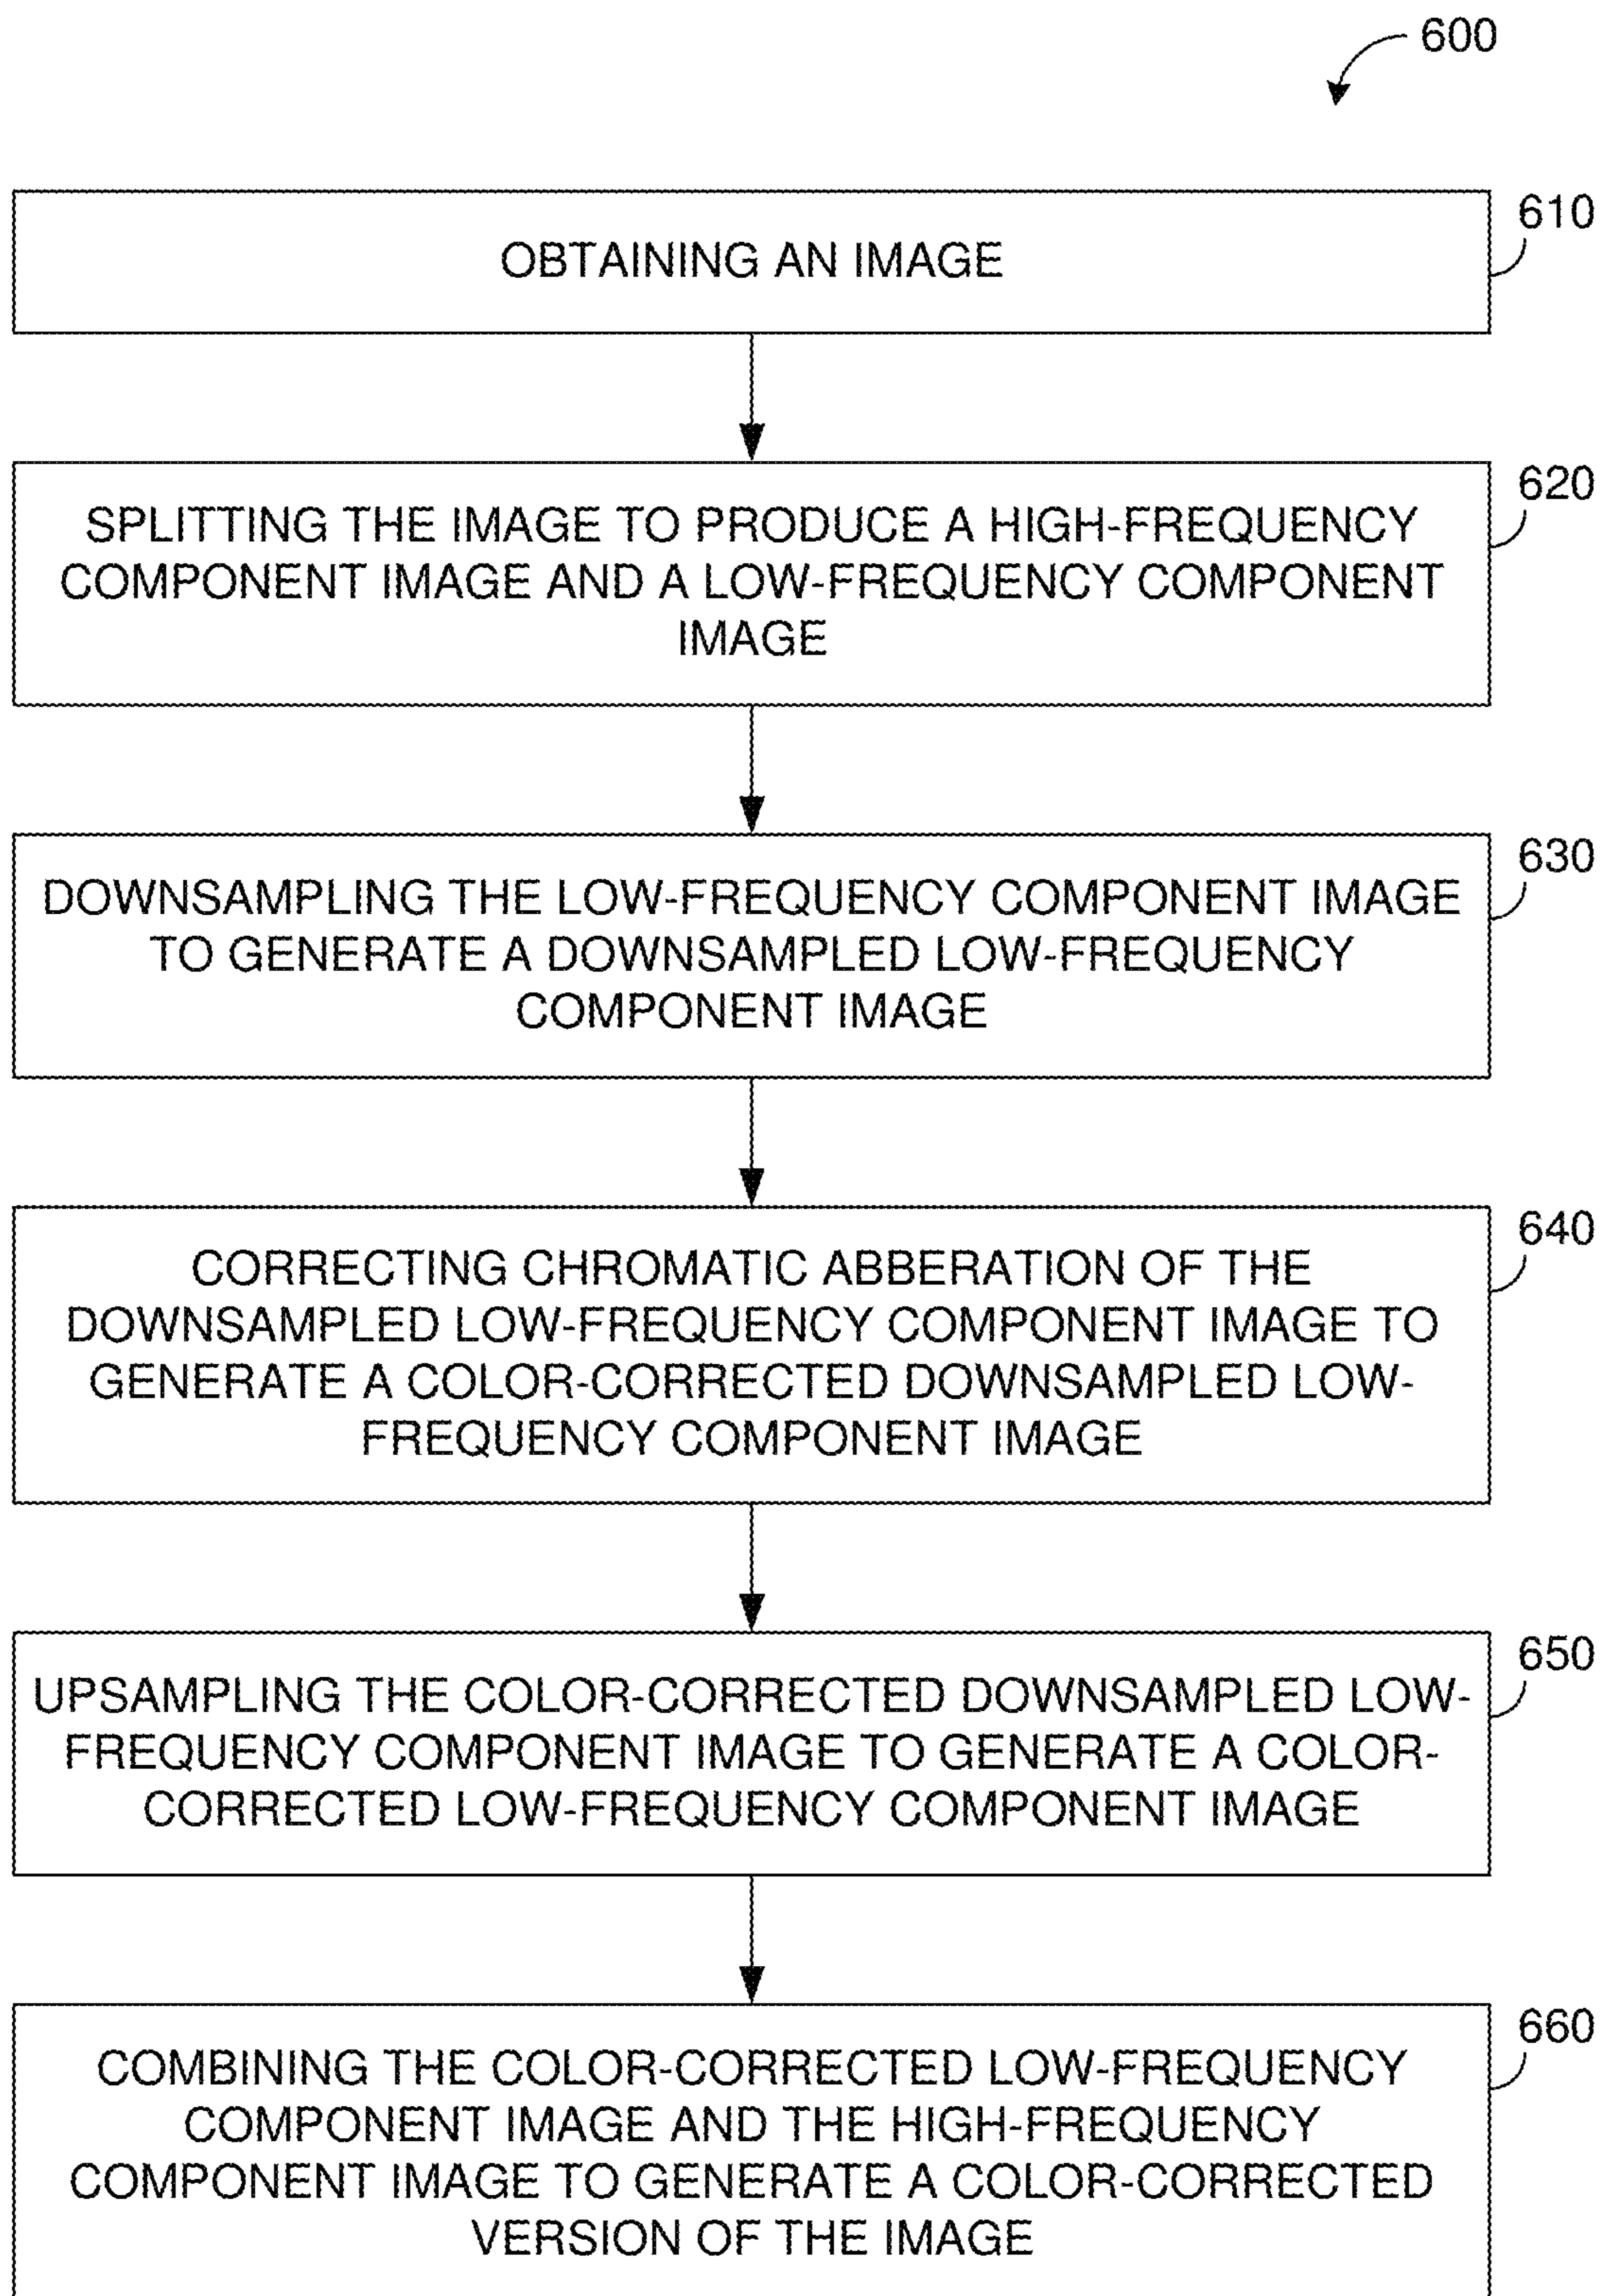 600
610
OBTAINING AN IMAGE
620
SPLITTING THE IMAGE TO PRODUCE A HIGH-FREQUENCY
COMPONENT IMAGE AND A LOW-FREQUENCY COMPONENT
IMAGE
630
DOWNSAMPLING THE LOW-FREQUENCY COMPONENT IMAGE
TO GENERATE A DOWNSAMPLED LOW-FREQUENCY
COMPONENT IMAGE
640
CORRECTING CHROMATIC ABBERATION OF THE
DOWNSAMPLED LOW-FREQUENCY COMPONENT IMAGE TO
GENERATE A COLOR-CORRECTED DOWNSAMPLED LOW-
FREQUENCY COMPONENT IMAGE
650
UPSAMPLING THE COLOR-CORRECTED DOWNSAMPLED LOW-
FREQUENCY COMPONENT IMAGE TO GENERATE A COLOR-
CORRECTED LOW-FREQUENCY COMPONENT IMAGE
660
COMBINING THE COLOR-CORRECTED LOW-FREQUENCY
COMPONENT IMAGE AND THE HIGH-FREQUENCY
COMPONENT IMAGE TO GENERATE A COLOR-CORRECTED
VERSION OF THE IMAGE